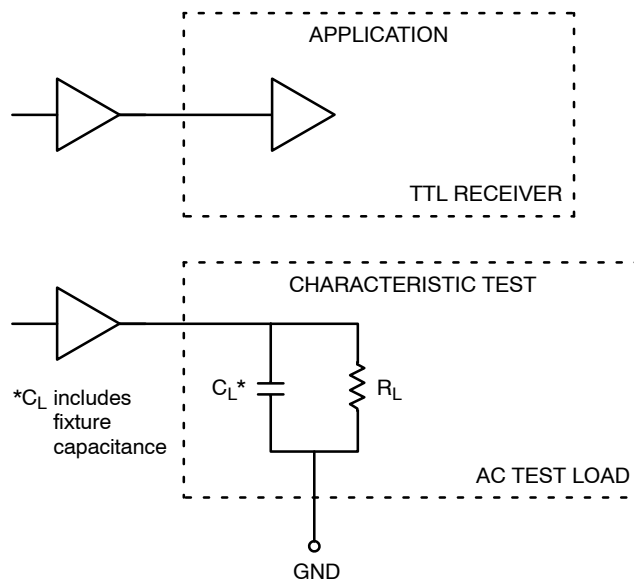 APPLICATION
TTL RECEIVER
CHARACTERISTIC TEST
*CL includes
fixture
capacitance
CL*
RL
AC TEST LOAD
GND